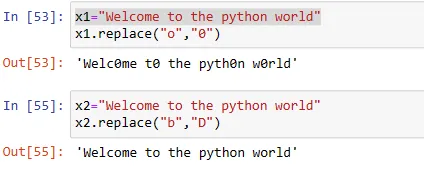 In [53]: x1="Welcome to the python world"
x1.replace("o","0")
Out[53]: 'Welc0me t0 the pyth0n w0rld'
In [55]: x2="Welcome to the python world"
x2.replace("b","D")
Out[55]: 'Welcome to the python world'